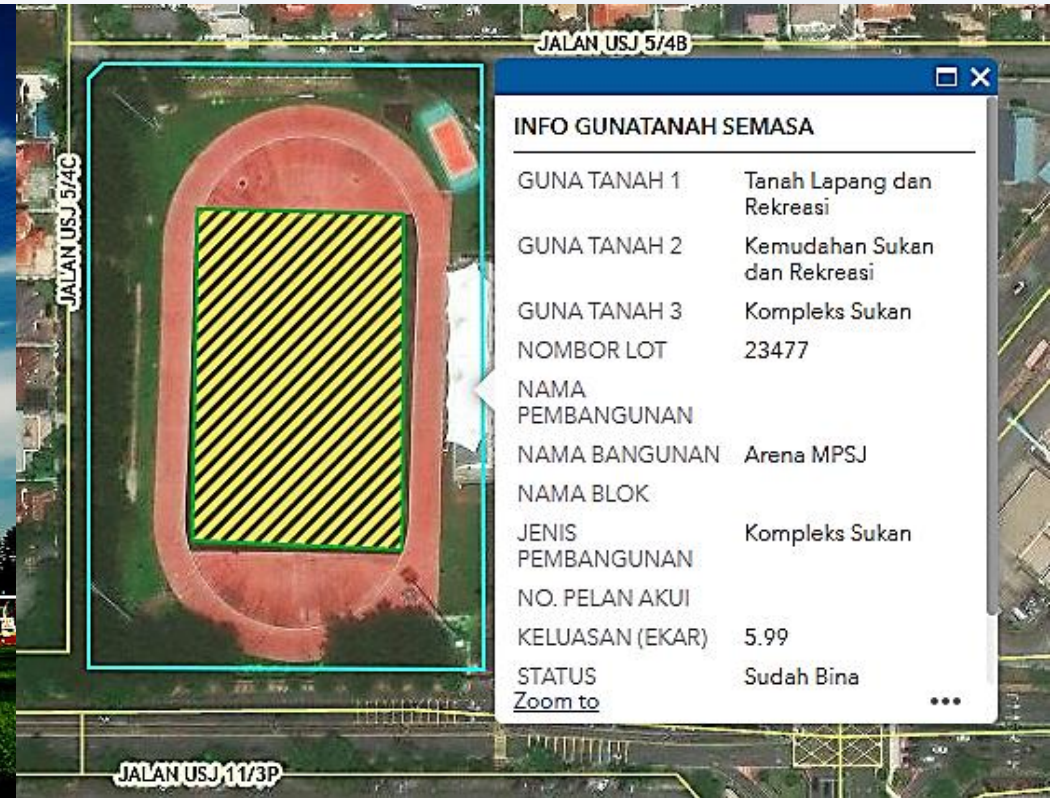 JALAN USJ 5/4B
JALAN USJ 5/4C
INFO GUNATANAH SEMASA
GUNA TANAH 1 Tanah Lapang dan
Rekreasi
GUNA TANAH 2 Kemudahan Sukan
dan Rekreasi
GUNA TANAH 3 Kompleks Sukan
NOMBOR LOT 23477
NAMA
PEMBANGUNAN
NAMA BANGUNAN Arena MPSJ
NAMA BLOK
JENIS Kompleks Sukan
PEMBANGUNAN
NO. PELAN AKUI
KELUASAN (EKAR) 5.99
STATUS Sudah Bina
Zoom to
JALAN USJ 11/3P